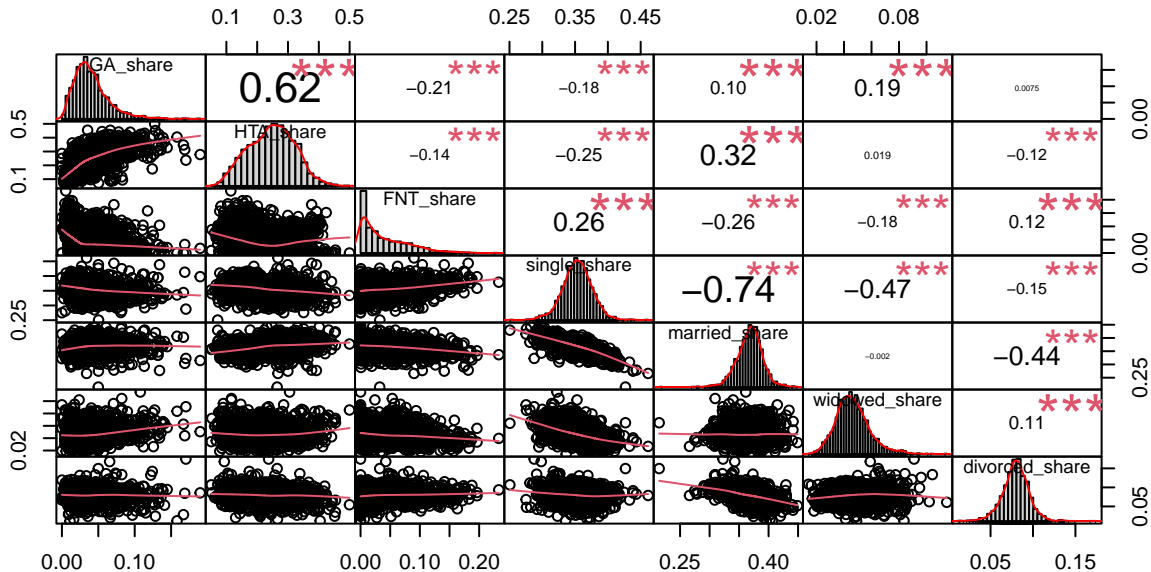 0.1 0.3 0.5 0.25 0.35 0.45 0.02 0.08
GA_share 0.62 *** −0.21 *** −0.18 *** 0.10 *** 0.19 *** 0.0075 0.00
0.1 0.5 HTA_share −0.14 *** −0.25 *** 0.32 *** 0.019 −0.12 ***
FNT_share 0.26 *** −0.26 *** −0.18 *** 0.12 *** 0.00
0.25 single_share −0.74 *** −0.47 *** −0.15 ***
married_share −0.002 −0.44 *** 0.25
0.02 widowed_share 0.11 ***
divorced_share 0.05
0.00 0.10 0.00 0.10 0.20 0.25 0.40 0.05 0.15